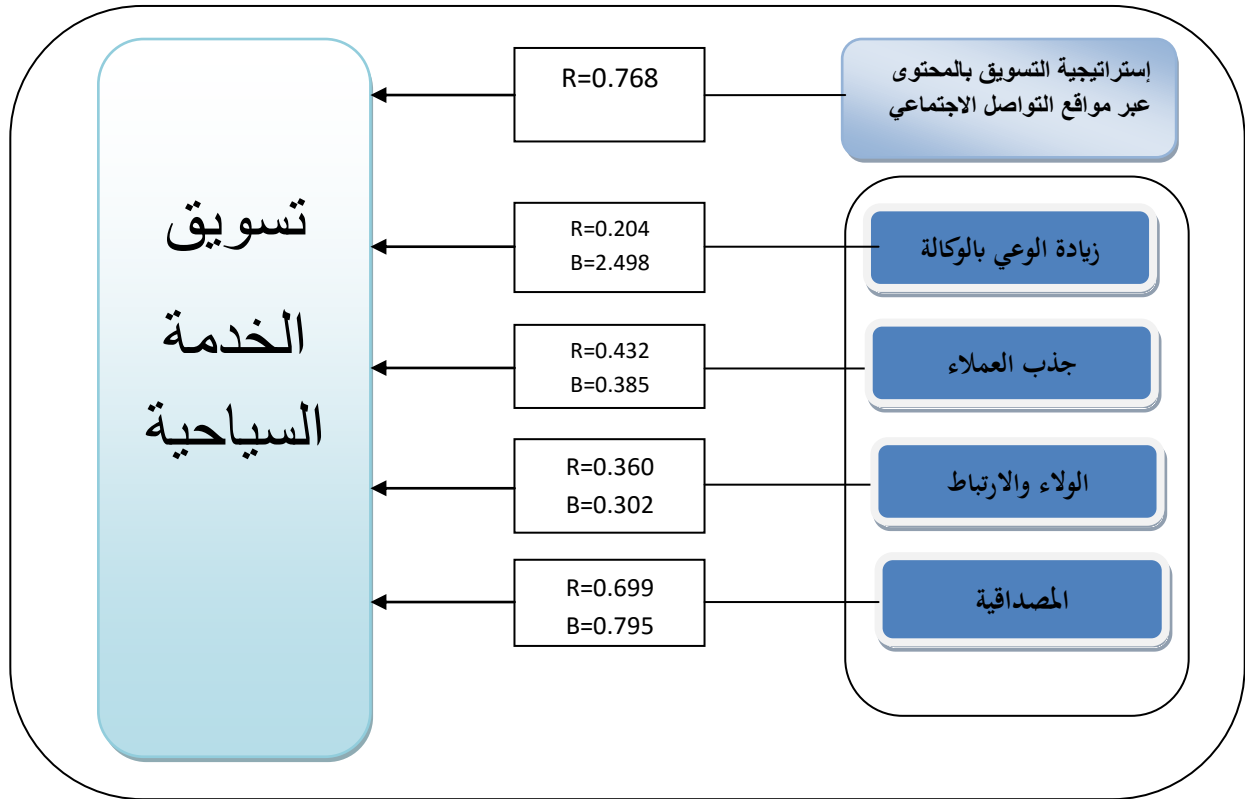 إستراتيجية التسويق بالمحتوى
عبر مواقع التواصل الاجتماعي
R=0.768
تسويق
الخدمة
السياحية
زيادة الوعي بالوكالة
R=0.204
B=2.498
جذب العملاء
R=0.432
B=0.385
الولاء والارتباط
R=0.360
B=0.302
المصداقية
R=0.699
B=0.795